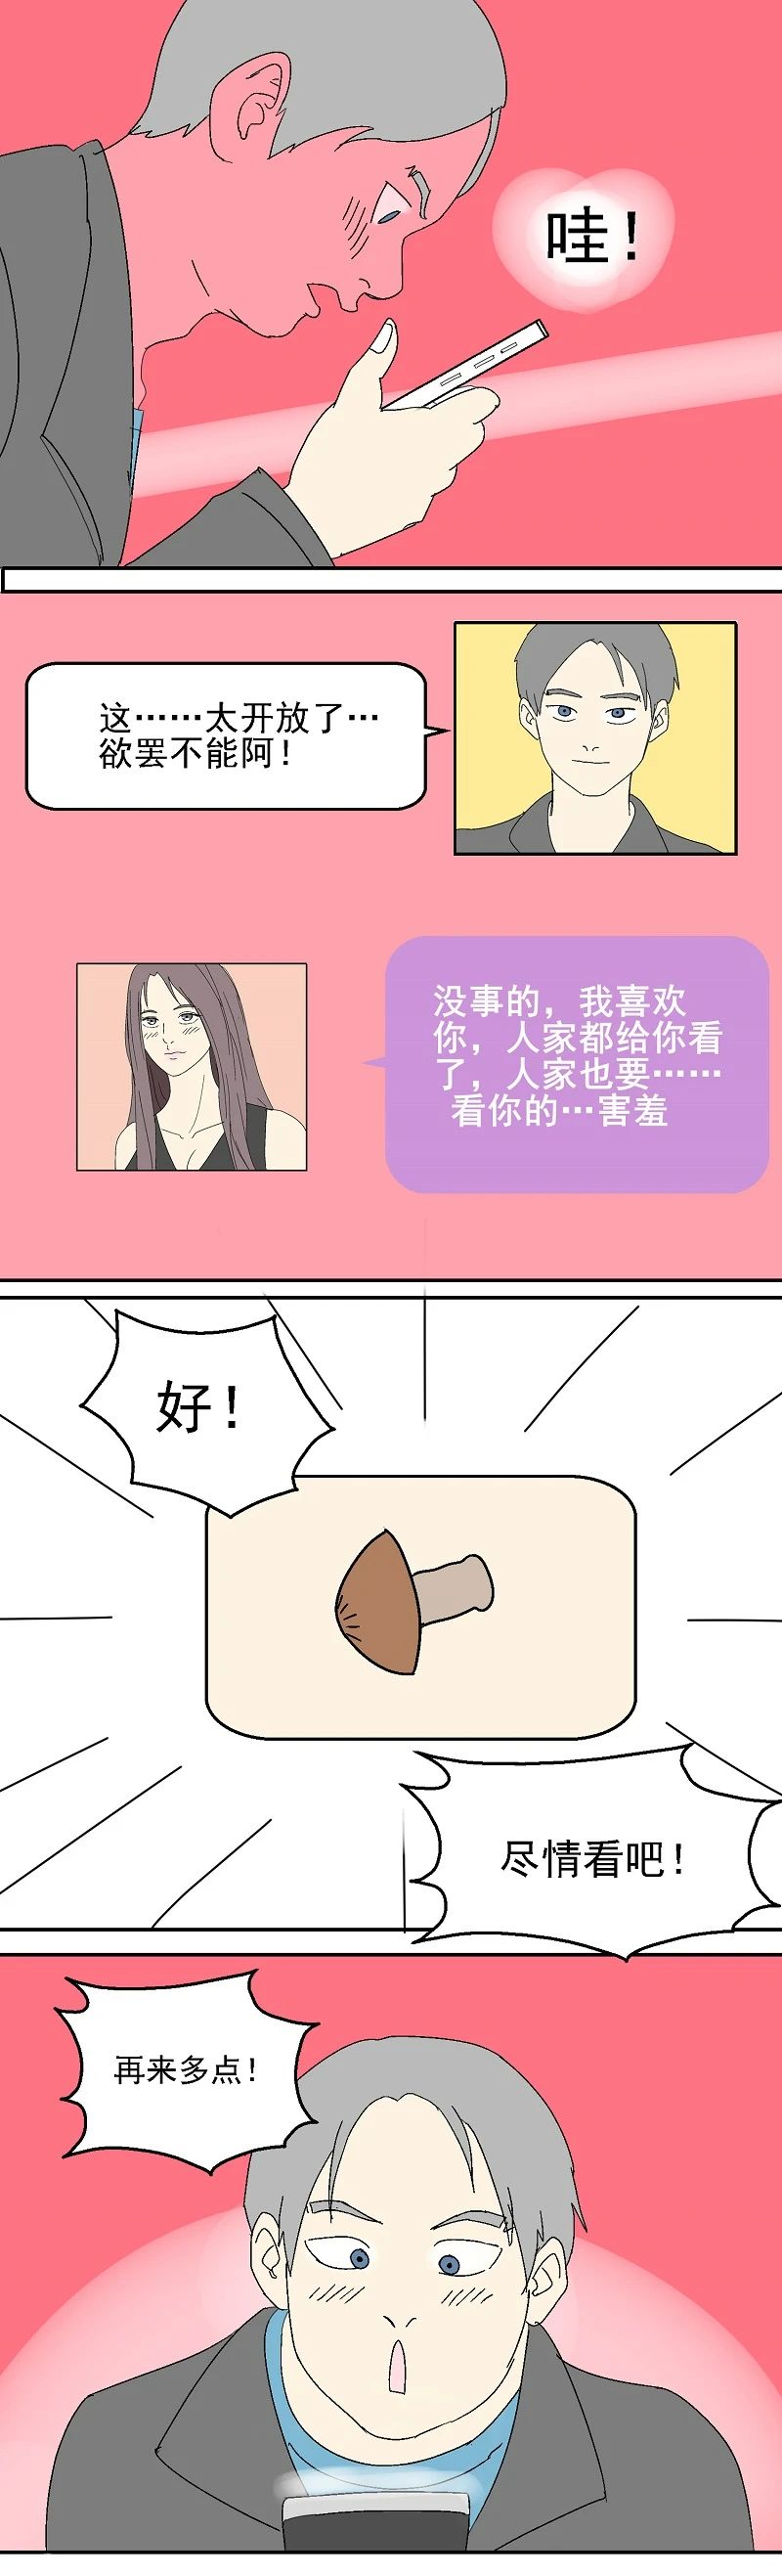 哇！
这……太开放了…
欲罢不能阿！
没事的，我喜欢
你，人家都给你看
了，人家也要……
看你的…害羞
好！
尽情看吧！
再来多点！